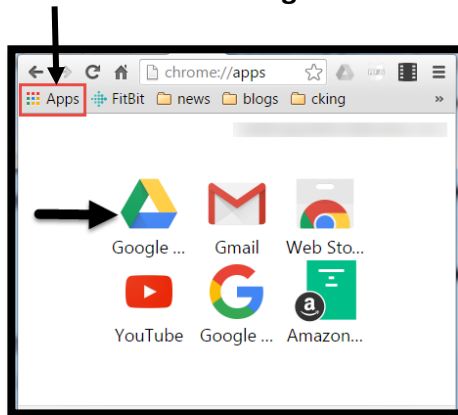 chrome://apps
Apps FitBit news blogs cking »
Google ... Gmail Web Sto...
YouTube Google ... Amazon...